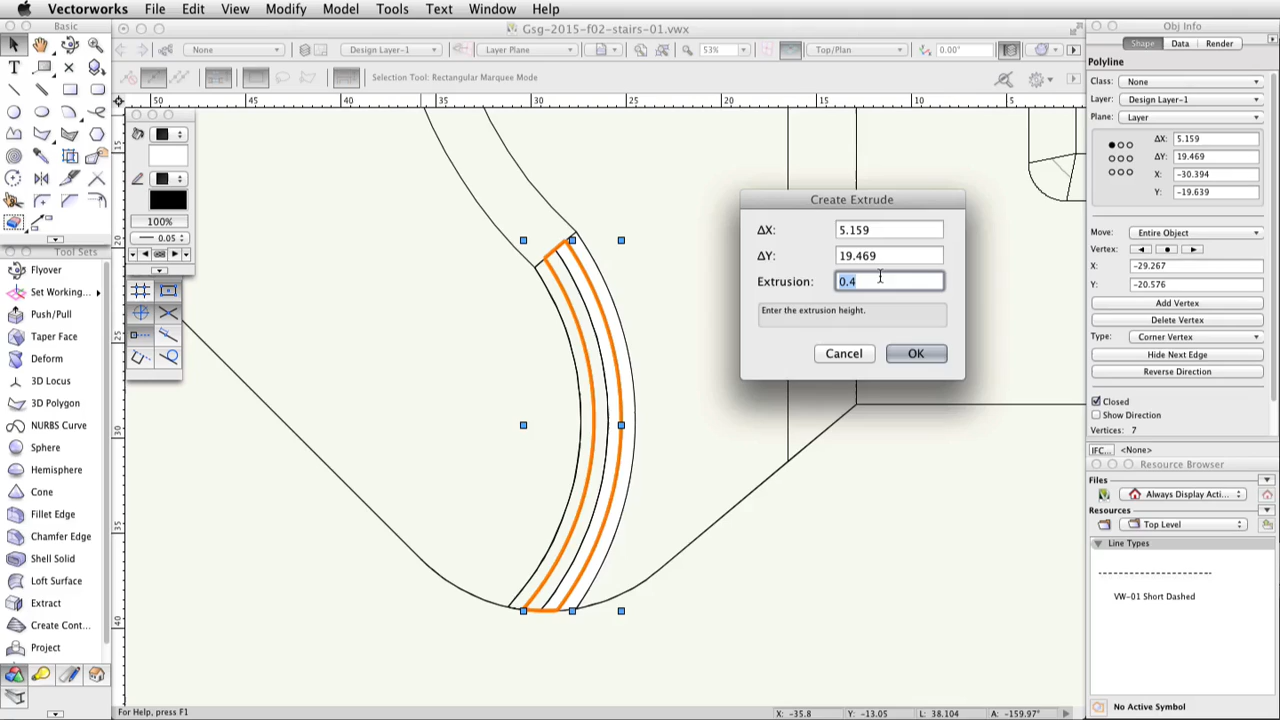 Vectorworks File Edit View Modify Model Tools Text Window Help
Basic
Gsg-2015-f02-stairs-01.vwx
Obj Info
None
Design Layer-1
Layer Plane
53%
Top/Plan
0.00°
Selection Tool: Rectangular Marquee Mode
Shape Data Render
Polyline
Class: None
Layer: Design Layer-1
Plane: Layer
ΔX: 5.159
ΔY: 19.469
X: -30.394
Y: -19.639
Move: Entire Object
Vertex:
X: -29.267
Y: -20.576
Add Vertex
Delete Vertex
Type: Corner Vertex
Hide Next Edge
Reverse Direction
Closed
Show Direction
Vertices: 7
IFC... <None>
Resource Browser
Files
Always Display Acti...
Resources
Top Level
Line Types
VW-01 Short Dashed
No Active Symbol
50 45 40 35 30 25 20 15 10 5
15
20
25
30
35
40
100%
0.05
Tool Sets
Flyover
Set Working...
Push/Pull
Taper Face
Deform
3D Locus
3D Polygon
NURBS Curve
Sphere
Hemisphere
Cone
Fillet Edge
Chamfer Edge
Shell Solid
Loft Surface
Extract
Create Cont...
Project
Create Extrude
ΔX: 5.159
ΔY: 19.469
Extrusion: 0.4
Enter the extrusion height.
Cancel OK
For Help, press F1
X: -35.8 Y: -13.05 L: 38.104 A: -159.97°